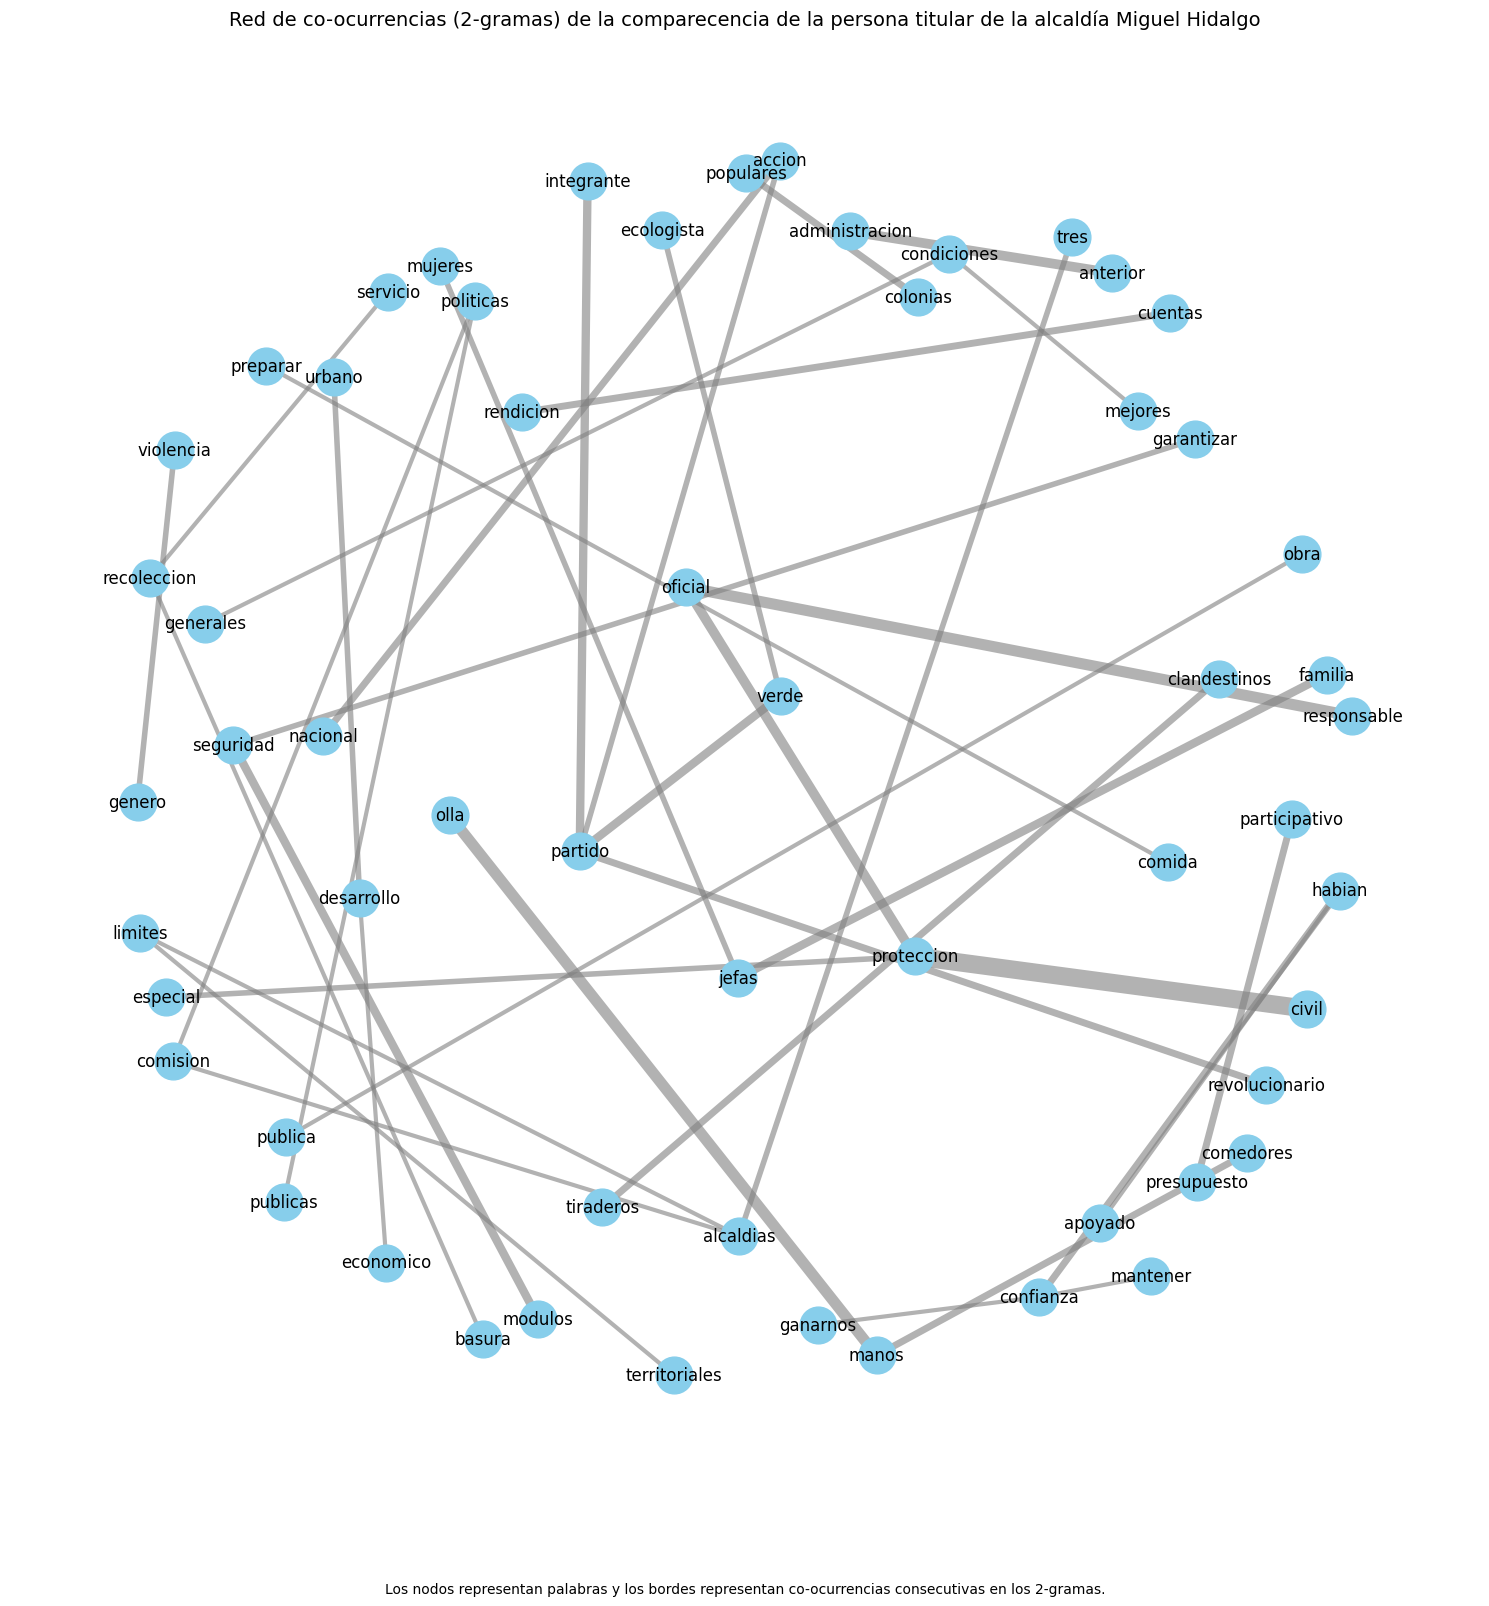 Red de co-ocurrencias (2-gramas) de la comparecencia de la persona titular de la alcaldía Miguel Hidalgo
accion
populares
integrante
ecologista
administracion
tres
condiciones
mujeres
anterior
servicio
colonias
politicas
cuentas
preparar
urbano
rendicion
mejores
garantizar
violencia
obra
recoleccion
oficial
generales
familia
clandestinos
verde
responsable
nacional
seguridad
genero
olla
participativo
partido
comida
habian
desarrollo
limites
proteccion
jefas
especial
civil
comision
revolucionario
publica
comedores
presupuesto
publicas
tiraderos
apoyado
alcaldias
economico
mantener
confianza
modulos
ganarnos
basura
manos
territoriales
Los nodos representan palabras y los bordes representan co-ocurrencias consecutivas en los 2-gramas.